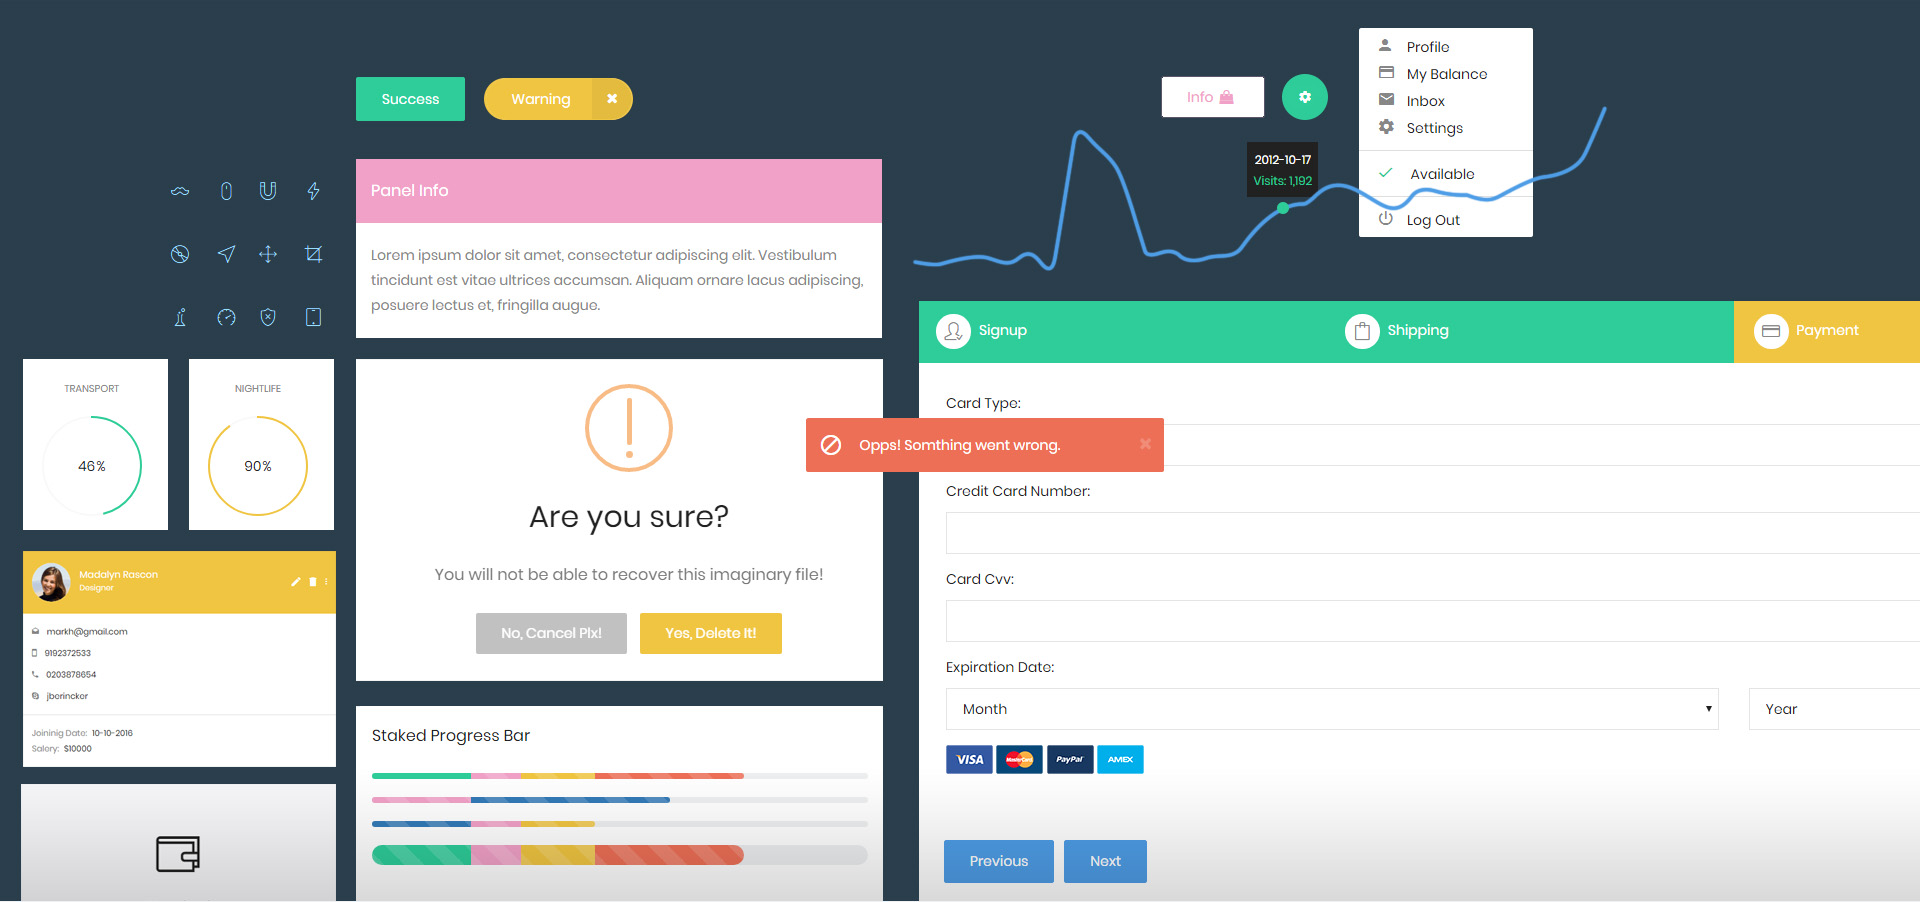 Success
Warning
Info
Profile
My Balance
Inbox
Settings
Available
Log Out
2012-10-17
Visits: 1,192
Panel Info
Lorem ipsum dolor sit amet, consectetur adipiscing elit. Vestibulum
tincidunt est vitae ultrices accumsan. Aliquam ornare lacus adipiscing,
posuere lectus et, fringilla augue.
TRANSPORT
46%
NIGHTLIFE
90%
Madalyn Rascon
Designer
markh@gmail.com
9192372533
0203878654
jberincker
Joininig Date: 10-10-2016
Salery: $10000
Are you sure?
You will not be able to recover this imaginary file!
No, Cancel Plx!
Yes, Delete It!
Opps! Somthing went wrong.
Staked Progress Bar
Signup
Shipping
Payment
Card Type:
Credit Card Number:
Card Cvv:
Expiration Date:
Month
Year
VISA
MasterCard
PayPal
AMEX
Previous
Next